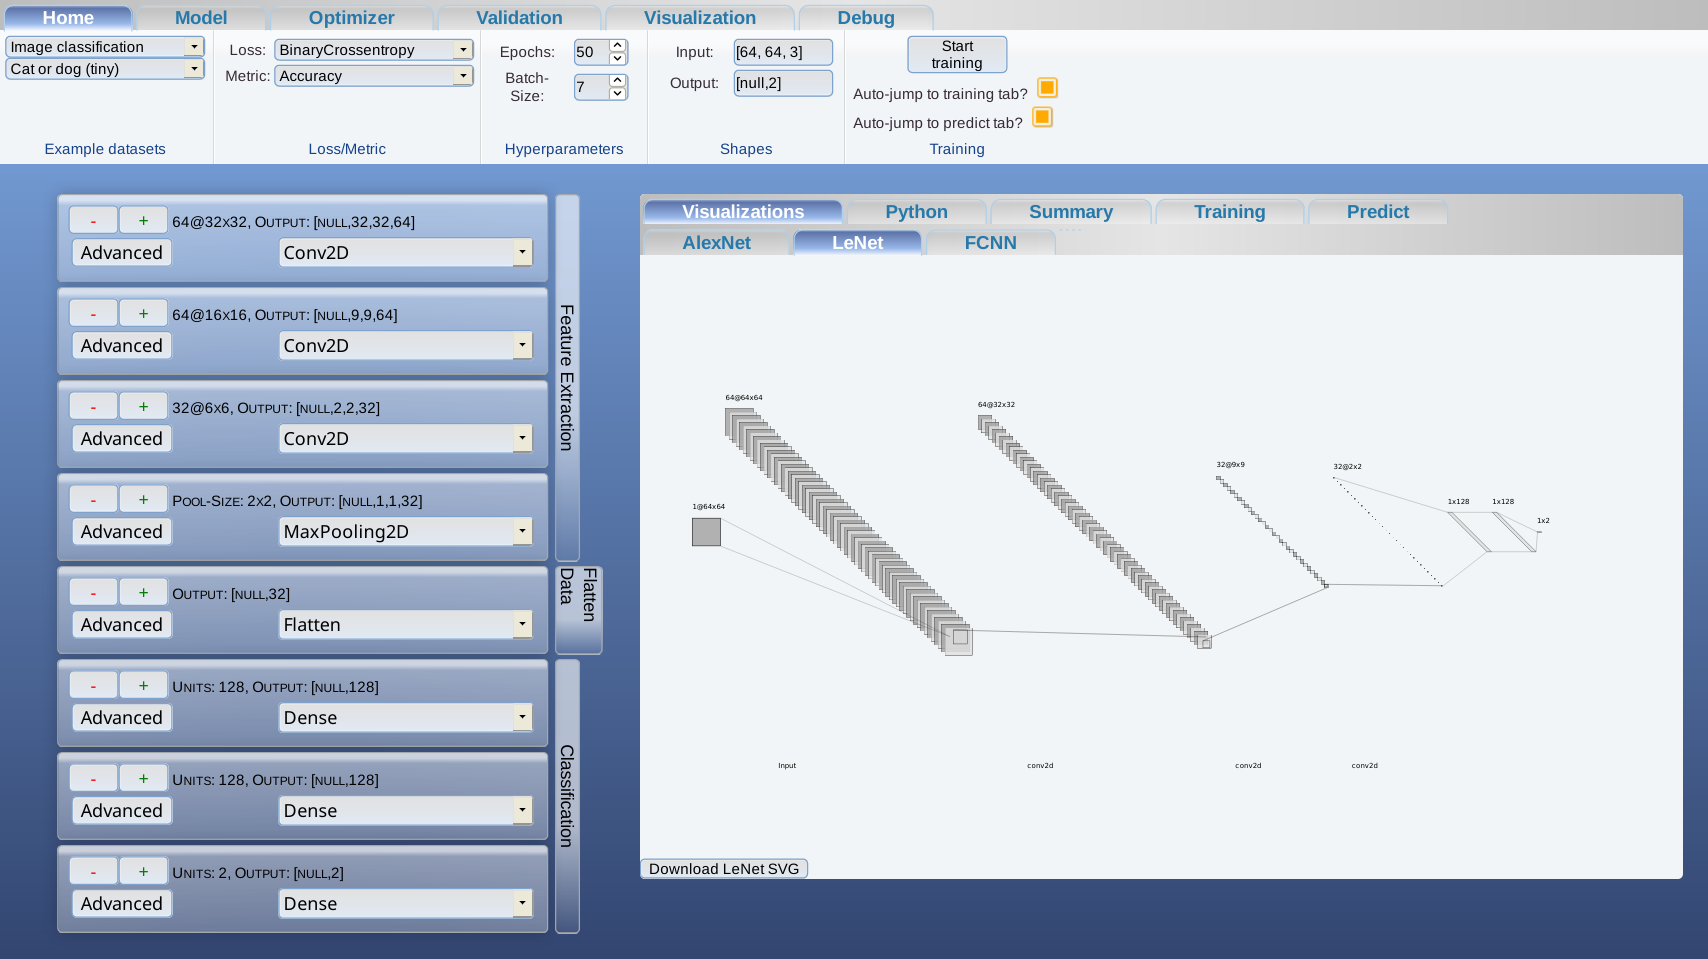 Home Model Optimizer Validation Visualization Debug
Image classification
Cat or dog (tiny)
Example datasets
Loss: BinaryCrossentropy
Metric: Accuracy
Loss/Metric
Epochs: 50
Batch-
Size: 7
Hyperparameters
Input: [64, 64, 3]
Output: [null,2]
Shapes
Start
training
Auto-jump to training tab?
Auto-jump to predict tab?
Training
- + 64@32x32, Output: [null,32,32,64]
Advanced Conv2D
- + 64@16x16, Output: [null,9,9,64]
Advanced Conv2D
- + 32@6x6, Output: [null,2,2,32]
Advanced Conv2D
- + Pool-Size: 2x2, Output: [null,1,1,32]
Advanced MaxPooling2D
Feature Extraction
- + Output: [null,32]
Advanced Flatten
Flatten
Data
- + Units: 128, Output: [null,128]
Advanced Dense
- + Units: 128, Output: [null,128]
Advanced Dense
- + Units: 2, Output: [null,2]
Advanced Dense
Classification
Visualizations Python Summary Training Predict
AlexNet LeNet FCNN
1@64x64
64@64x64
64@32x32
32@9x9
32@2x2
1x128
1x128
1x2
Input conv2d conv2d conv2d
Download LeNet SVG